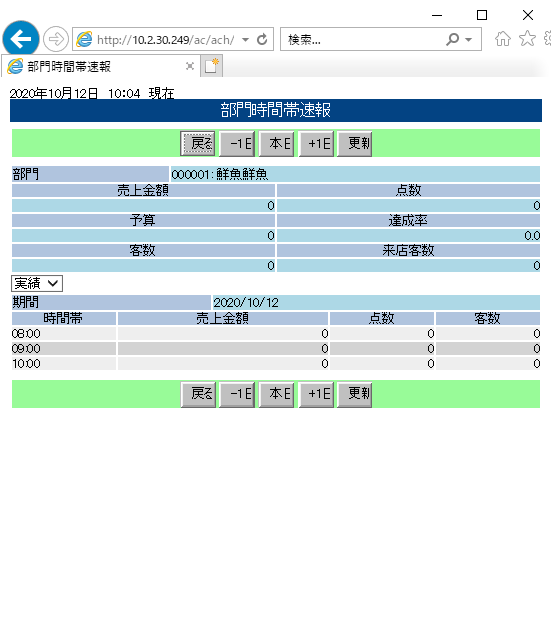 http://10.2.30.249/ac/ach/
検索...
部門時間帯速報
2020年10月12日 10:04 現在
部門時間帯速報
戻る -1日 本日 +1日 更新
部門 000001:鮮魚鮮魚
売上金額 点数
0 0
予算 達成率
0 0.0
客数 来店客数
0 0
実績
期間 2020/10/12
時間帯 売上金額 点数 客数
08:00 0 0 0
09:00 0 0 0
10:00 0 0 0
戻る -1日 本日 +1日 更新